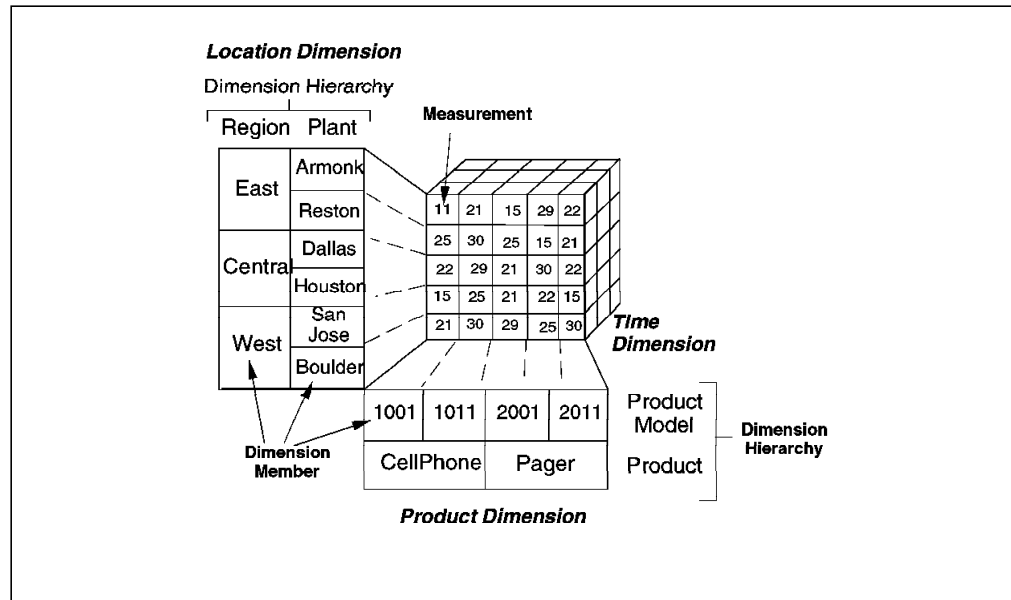 Location Dimension
Dimension Hierarchy
Region Plant
Measurement
East
Armonk
Reston
Central
Dallas
Houston
West
San
Jose
Boulder
11 21 15 29 22
25 30 25 15 21
22 29 21 30 22
15 25 21 22 15
21 30 29 25 30
Time
Dimension
1001 1011 2001 2011
Product
Model
CellPhone Pager
Product
Dimension
Hierarchy
Dimension
Member
Product Dimension